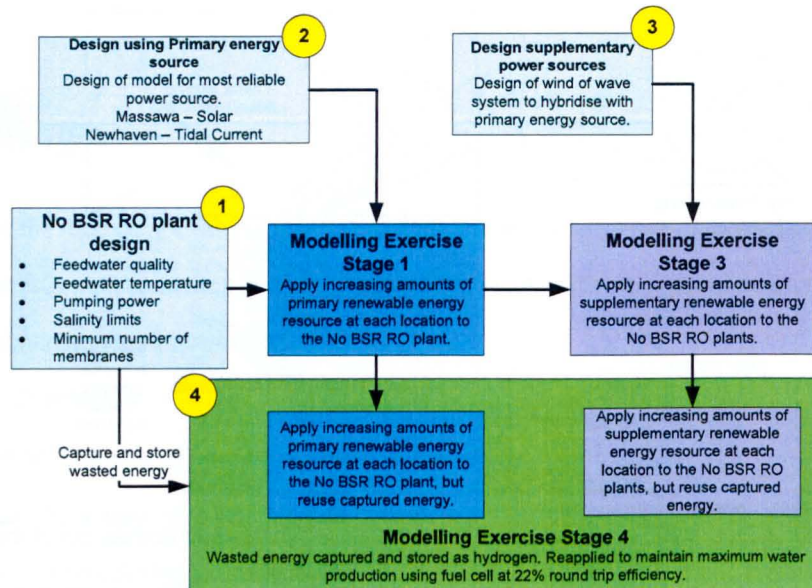 2
Design using Primary energy
source
Design of model for most reliable
power source.
Massawa – Solar
Newhaven – Tidal Current
3
Design supplementary
power sources
Design of wind of wave
system to hybridise with
primary energy source.
1
No BSR RO plant
design
• Feedwater quality
• Feedwater temperature
• Pumping power
• Salinity limits
• Minimum number of
membranes
Modelling Exercise
Stage 1
Apply increasing amounts of
primary renewable energy
resource at each location to
the No BSR RO plant.
Modelling Exercise
Stage 3
Apply increasing amounts of
supplementary renewable energy
resource at each location to the
No BSR RO plants.
4
Capture and store
wasted energy
Apply increasing amounts of
primary renewable energy
resource at each location to
the No BSR RO plant, but
reuse captured energy.
Apply increasing amounts of
supplementary renewable
energy resource at each
location to the No BSR RO
plants, but reuse captured
energy.
Modelling Exercise Stage 4
Wasted energy captured and stored as hydrogen. Reapplied to maintain maximum water
production using fuel cell at 22% round trip efficiency.